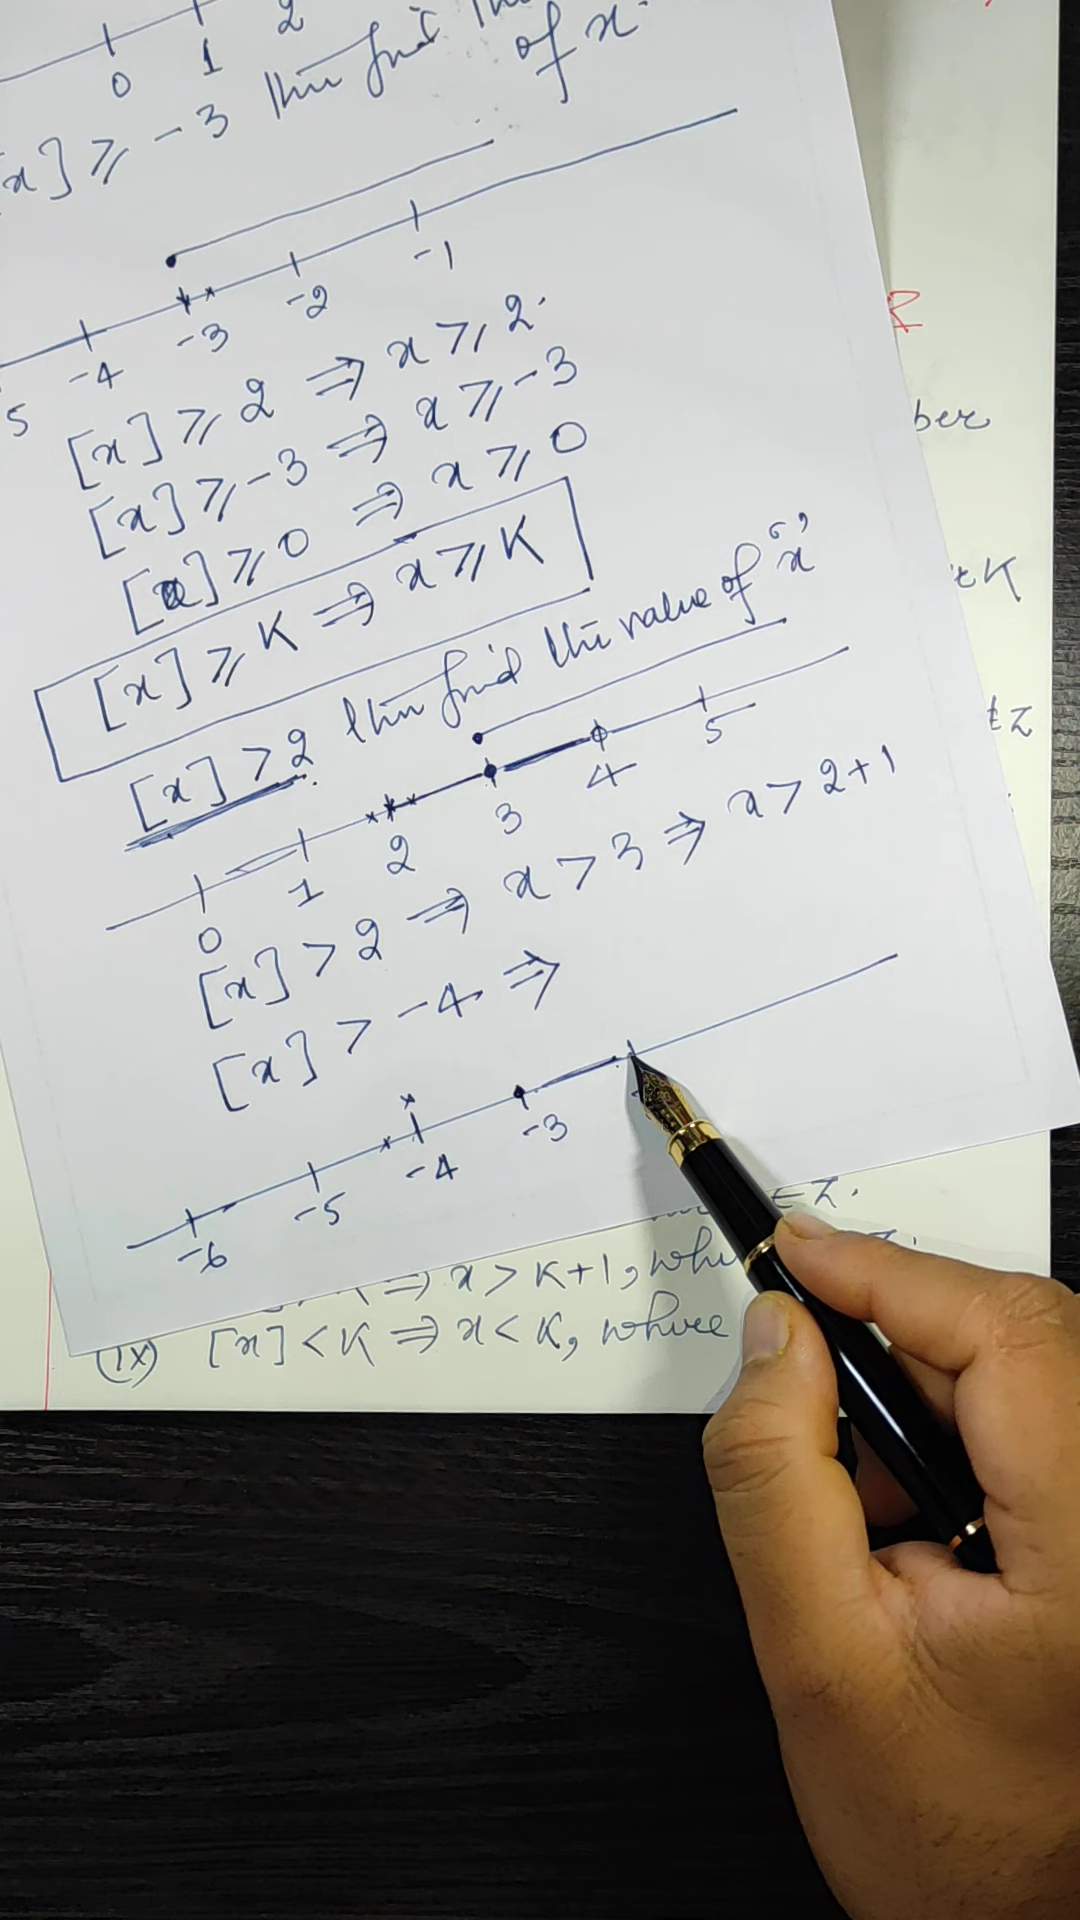 0 1 2
[x] ⩾ -3 then find the
of x.
5 -4 -3 -2 -1
[x] ⩾ 2 ⇒ x ⩾ 2.
[x] ⩾ -3 ⇒ x ⩾ -3
[x] ⩾ 0 ⇒ x ⩾ 0
[x] ⩾ K ⇒ x ⩾ K
[x] > 2 then find the value of "x"
0 1 2 3 4 5
[x] > 2 ⇒ x > 3 ⇒ x > 2+1
[x] > -4 ⇒
-6 -5 -4 -3
R
ber
K
Z
∈ Z.
⇒ x > K+1,
(ix) [x] < K ⇒ x < K, where